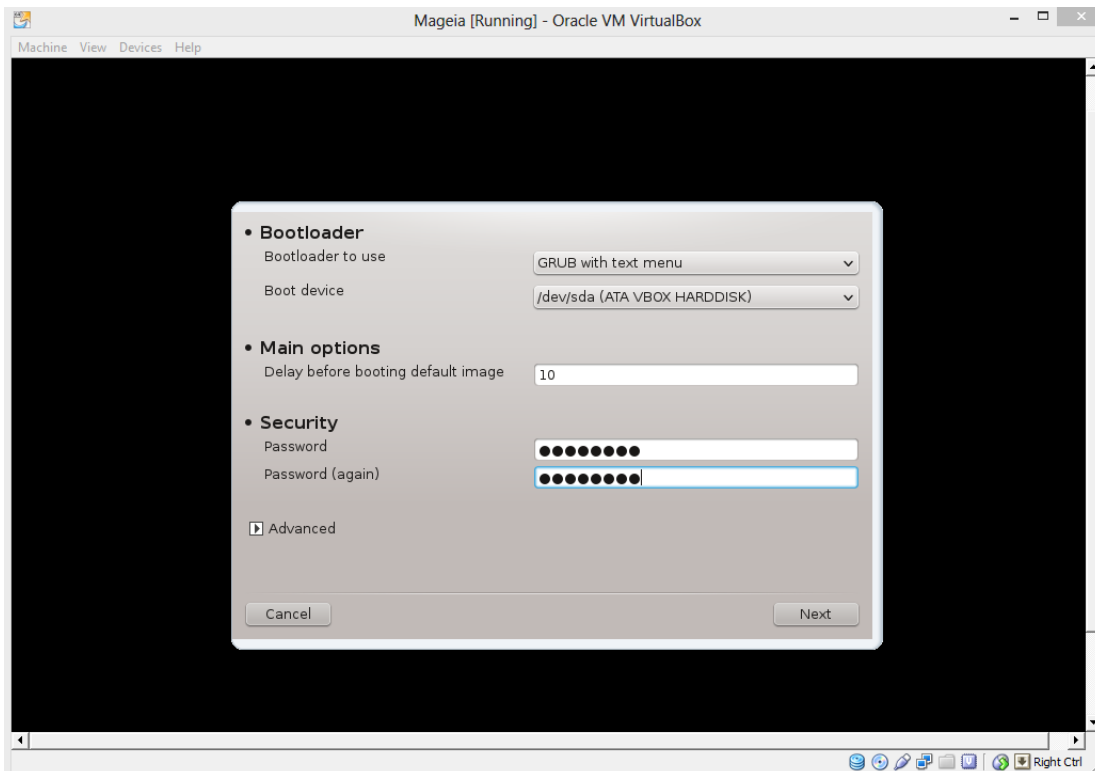 Mageia [Running] - Oracle VM VirtualBox
Machine View Devices Help
• Bootloader
Bootloader to use GRUB with text menu
Boot device /dev/sda (ATA VBOX HARDDISK)
• Main options
Delay before booting default image 10
• Security
Password ●●●●●●●●
Password (again) ●●●●●●●●
Advanced
Cancel Next
Right Ctrl